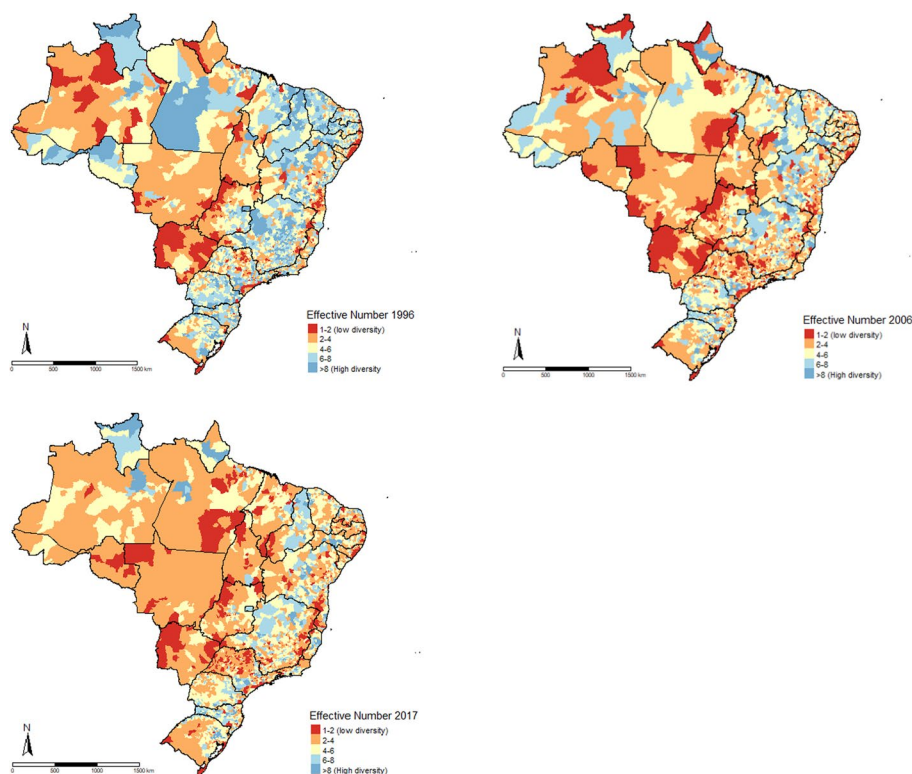 Effective Number 1996
1-2 (low diversity)
2-4
4-6
6-8
>8 (High diversity
N
0 500 1000 1500 km
Effective Number 2006
1-2 (low diversity)
2-4
4-6
6-8
>8 (High diversity)
N
0 500 1000 1500 km
Effective Number 2017
1-2 (low diversity)
2-4
4-6
6-8
>8 (High diversity)
N
0 500 1000 1500 km